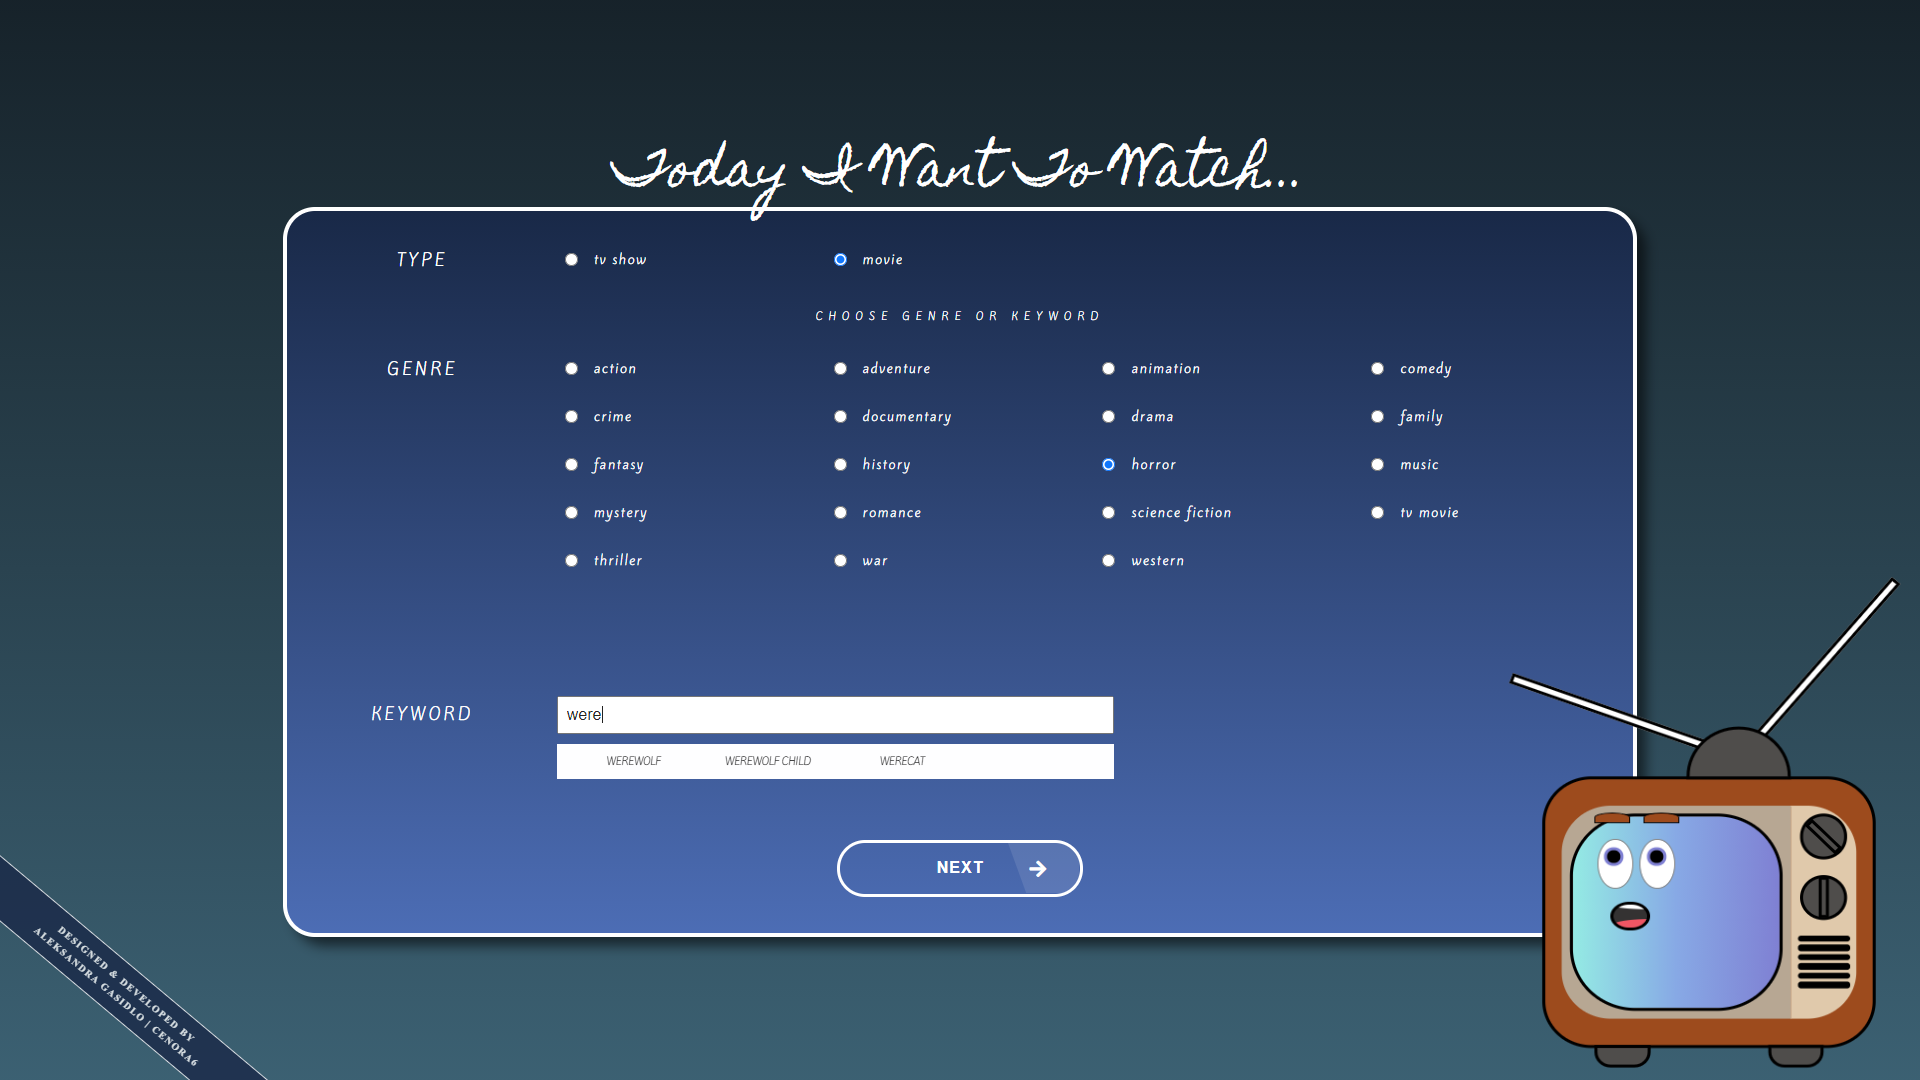 Today I Want To Watch...
TYPE
tv show
movie
CHOOSE GENRE OR KEYWORD
GENRE
action
adventure
animation
comedy
crime
documentary
drama
family
fantasy
history
horror
music
mystery
romance
science fiction
tv movie
thriller
war
western
KEYWORD
were
WEREWOLF
WEREWOLF CHILD
WERECAT
NEXT
DESIGNED & DEVELOPED BY
ALEKSANDRA GASIDLO | CENORA6